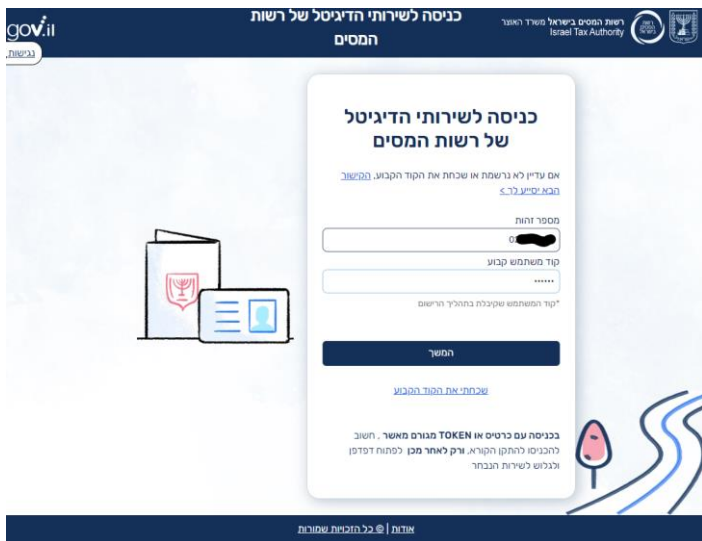 gov.il
נגישות
כניסה לשירותי הדיגיטל של רשות
המסים
רשות המסים בישראל משרד האוצר
Israel Tax Authority
כניסה לשירותי הדיגיטל
של רשות המסים
אם עדיין לא נרשמת או שכחת את הקוד הקבוע, הקישור
הבא יסייע לך >
מספר זהות
קוד משתמש קבוע
••••••
*קוד המשתמש שקיבלת בתהליך הרישום
המשך
שכחתי את הקוד הקבוע
בכניסה עם כרטיס או TOKEN מגורם מאשר , חשוב
להכניסו להתקן הקורא, ורק לאחר מכן לפתוח דפדפן
ולגלוש לשירות הנבחר
אודות | © כל הזכויות שמורות